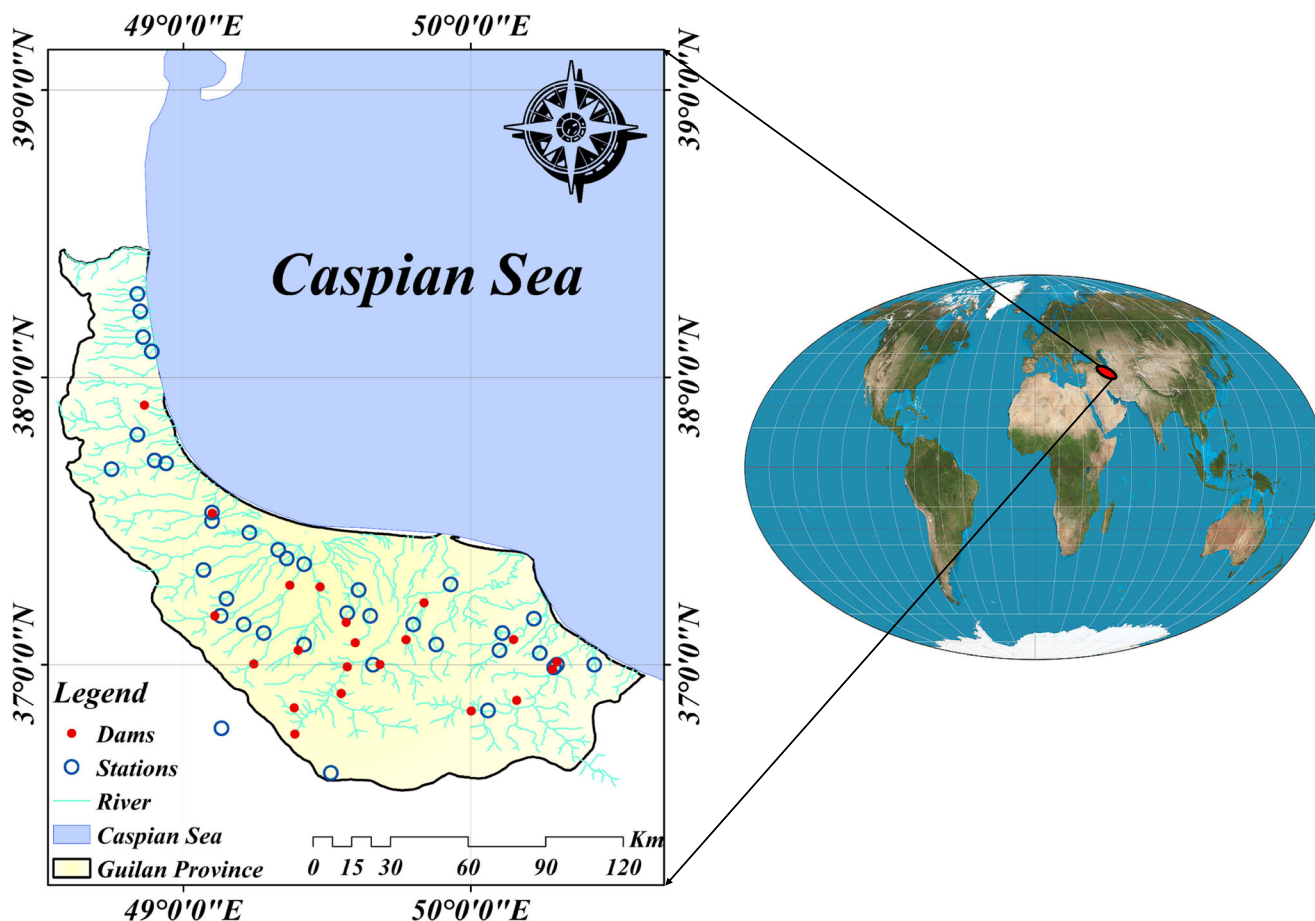 49°0'0"E
50°0'0"E
39°0'0"N
39°0'0"N
Caspian Sea
38°0'0"N
38°0'0"N
37°0'0"N
37°0'0"N
Legend
Dams
Stations
River
Caspian Sea
Guilan Province
Km
0 15 30 60 90 120
49°0'0"E
50°0'0"E